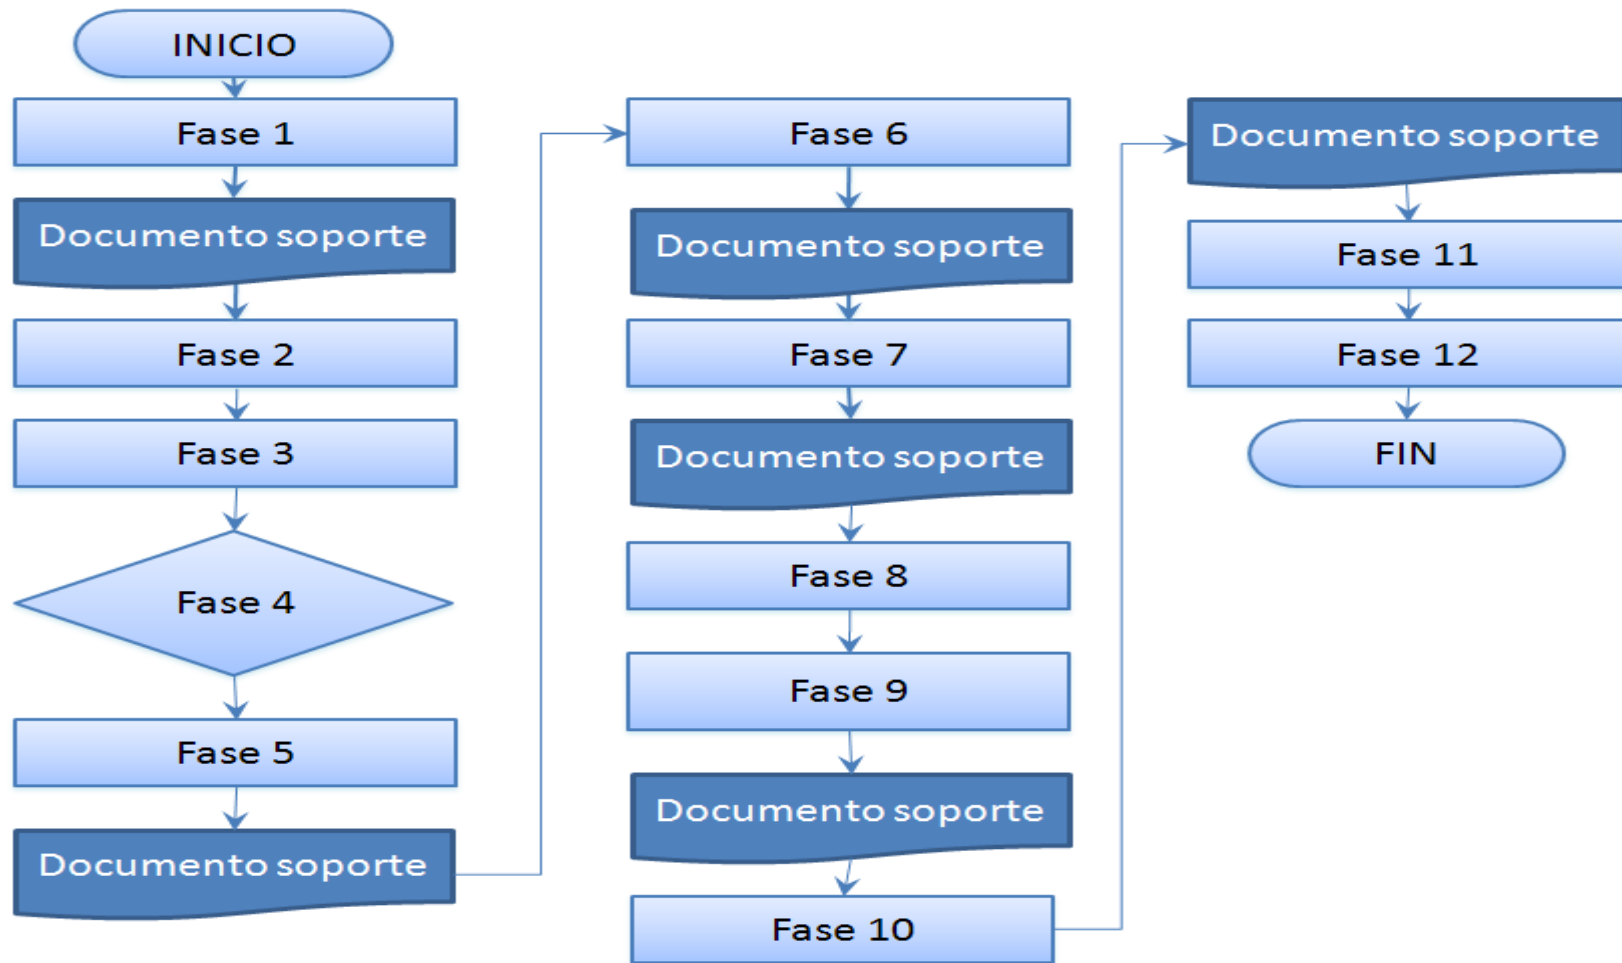 INICIO
Fase 1
Documento soporte
Fase 2
Fase 3
Fase 4
Fase 5
Documento soporte
Fase 6
Documento soporte
Fase 7
Documento soporte
Fase 8
Fase 9
Documento soporte
Fase 10
Documento soporte
Fase 11
Fase 12
FIN